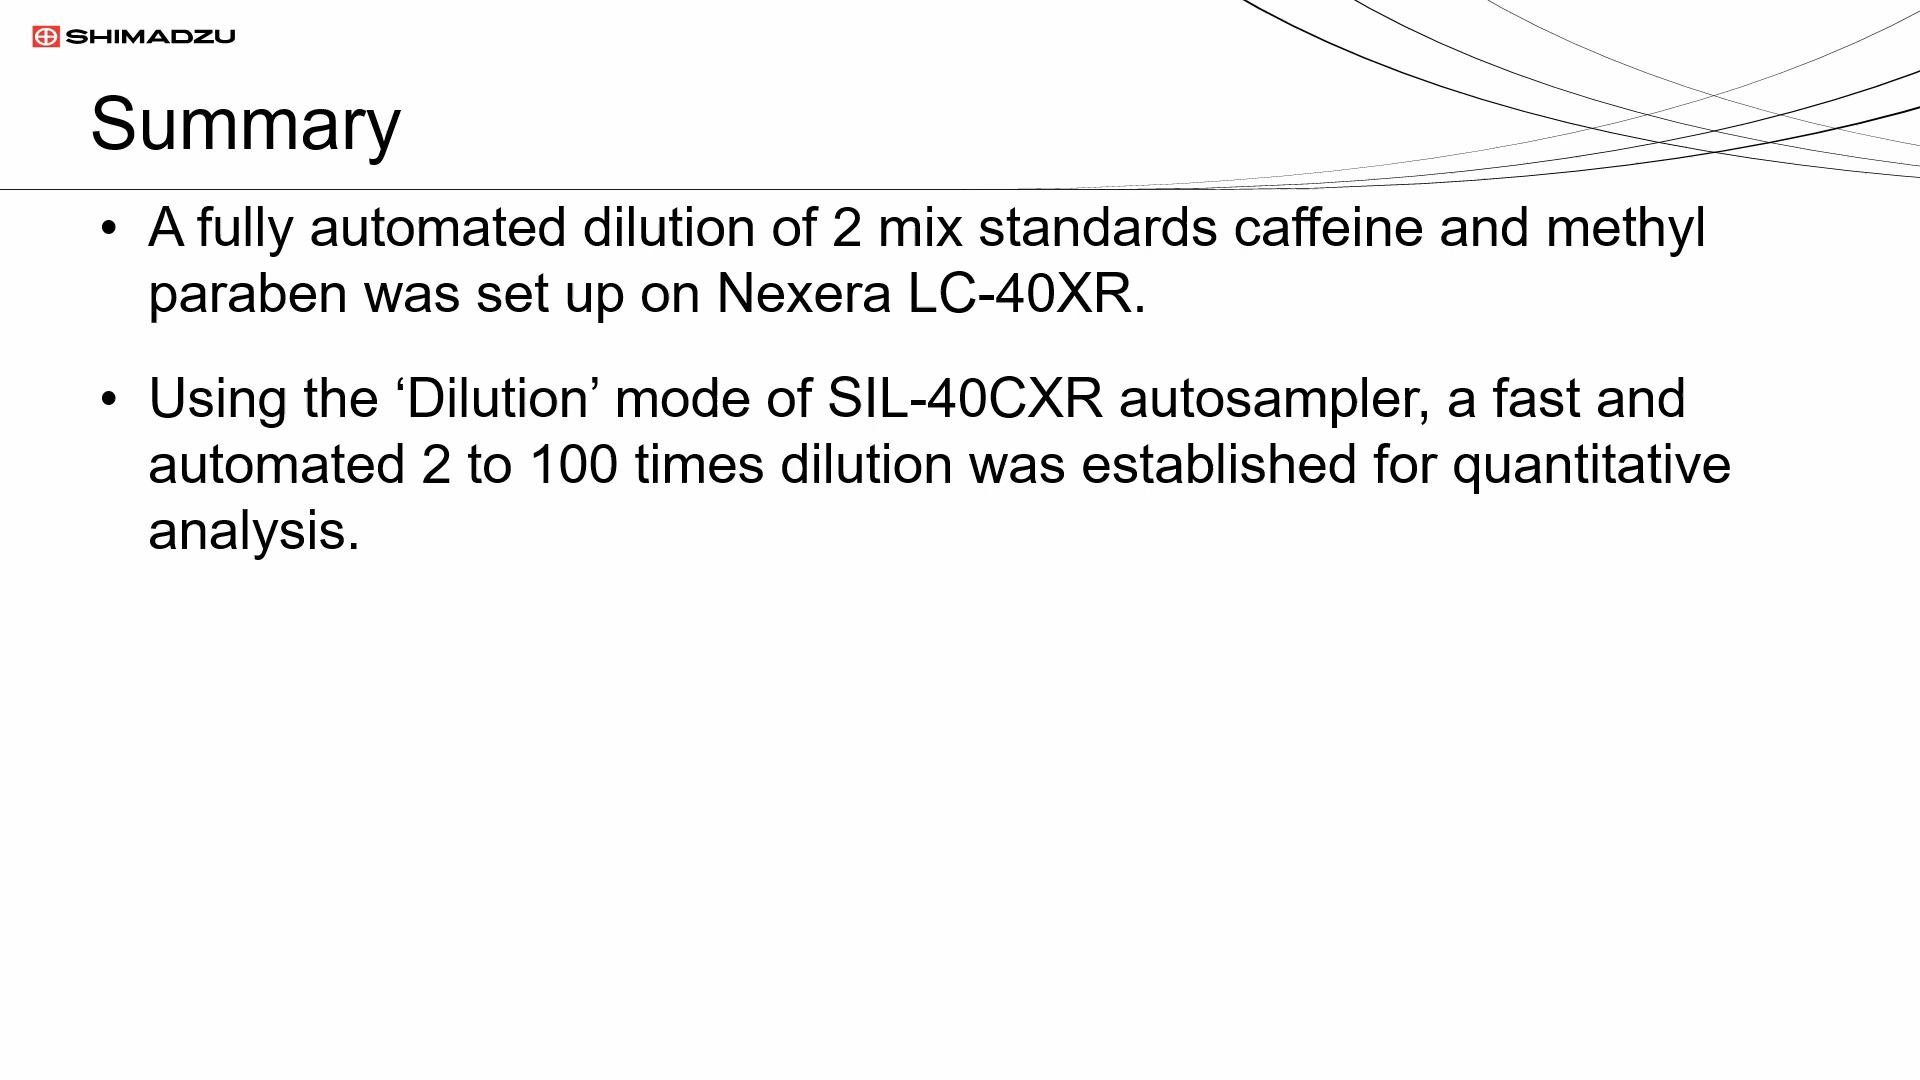 SHIMADZU
Summary
• A fully automated dilution of 2 mix standards caffeine and methyl
paraben was set up on Nexera LC-40XR.
• Using the ‘Dilution’ mode of SIL-40CXR autosampler, a fast and
automated 2 to 100 times dilution was established for quantitative
analysis.